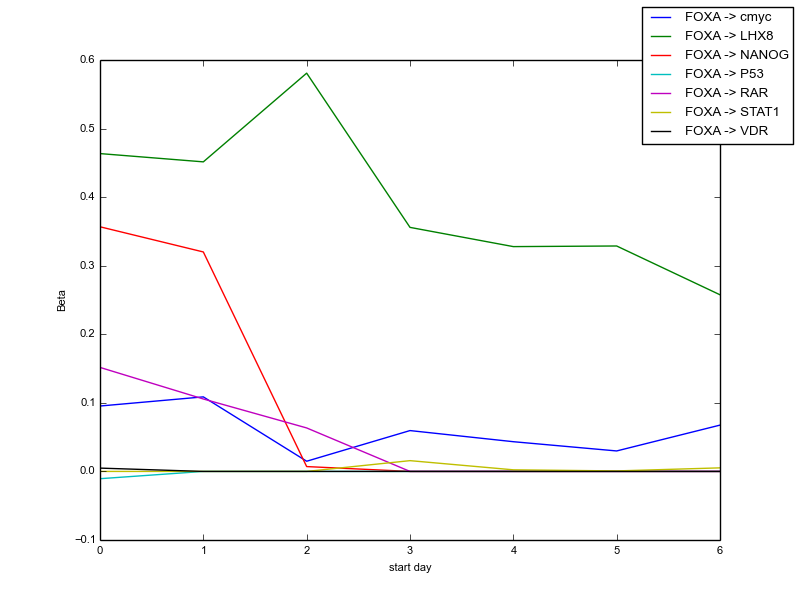 FOXA -> cmyc
FOXA -> LHX8
FOXA -> NANOG
FOXA -> P53
FOXA -> RAR
FOXA -> STAT1
FOXA -> VDR
0.6
0.5
0.4
0.3
0.2
0.1
0.0
−0.1
Beta
0 1 2 3 4 5 6
start day